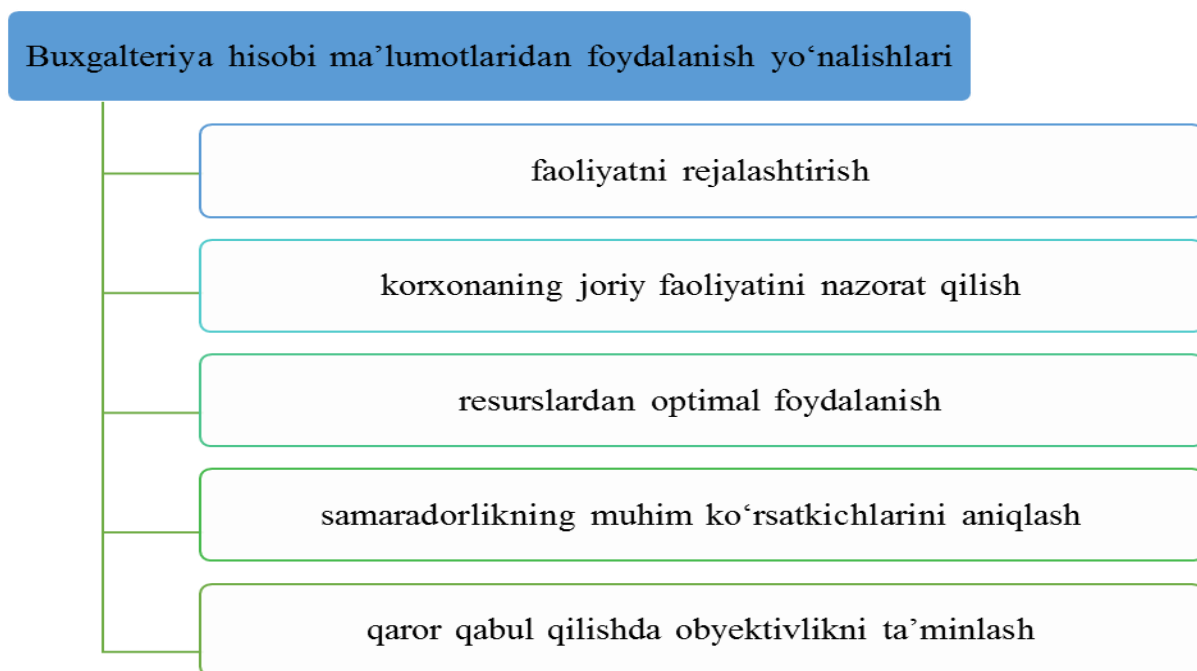 Buxgalteriya hisobi ma’lumotlaridan foydalanish yo‘nalishlari
faoliyatni rejalashtirish
korxonaning joriy faoliyatini nazorat qilish
resurslardan optimal foydalanish
samaradorlikning muhim ko‘rsatkichlarini aniqlash
qaror qabul qilishda obyektivlikni ta’minlash